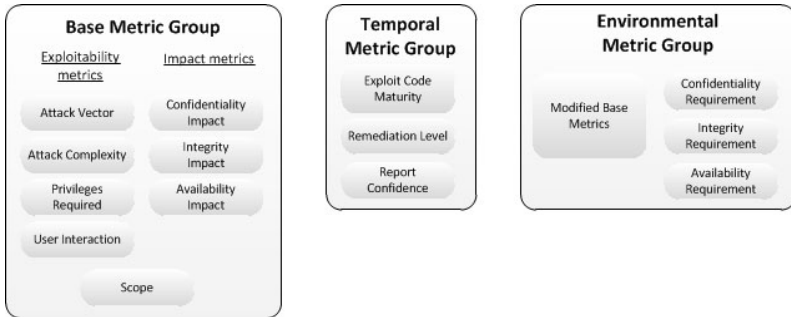 Base Metric Group
Exploitability
metrics
Impact metrics
Attack Vector
Confidentiality
Impact
Attack Complexity
Integrity
Impact
Privileges
Required
Availability
Impact
User Interaction
Scope
Temporal
Metric Group
Exploit Code
Maturity
Remediation Level
Report
Confidence
Environmental
Metric Group
Modified Base
Metrics
Confidentiality
Requirement
Integrity
Requirement
Availability
Requirement